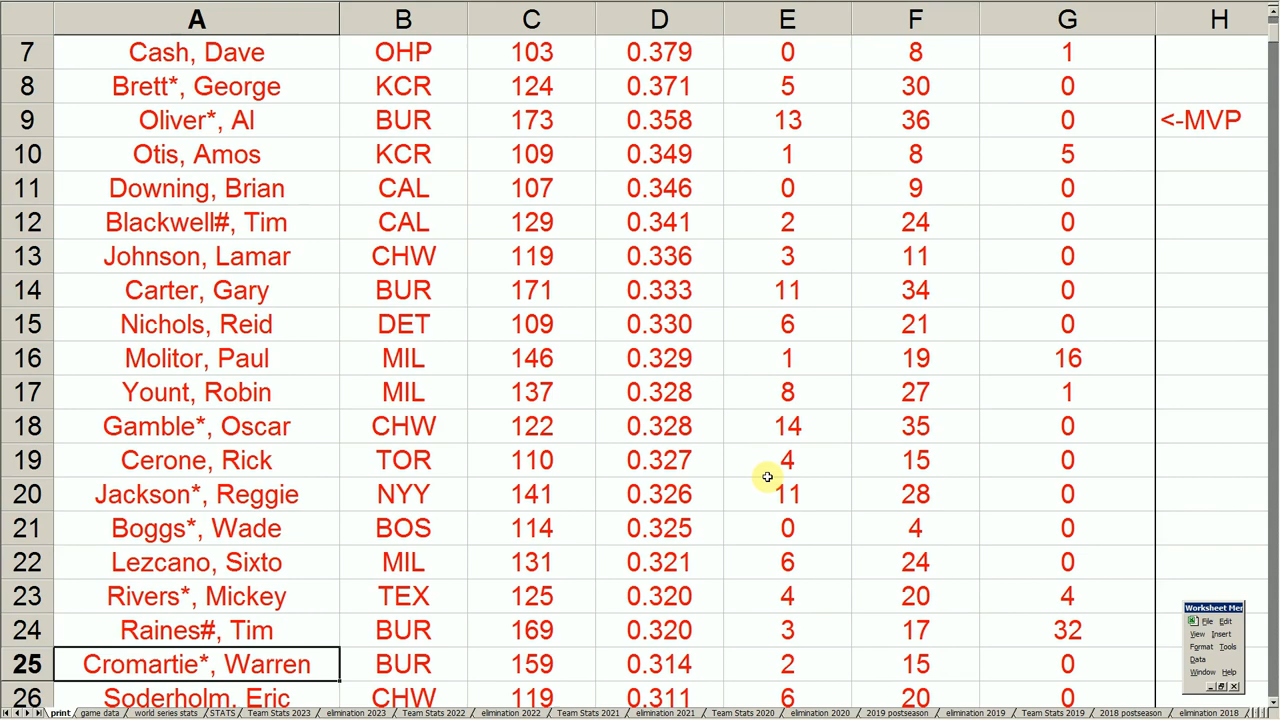 A B C D E F G H
7 Cash, Dave OHP 103 0.379 0 8 1
8 Brett*, George KCR 124 0.371 5 30 0
9 Oliver*, Al BUR 173 0.358 13 36 0 <-MVP
10 Otis, Amos KCR 109 0.349 1 8 5
11 Downing, Brian CAL 107 0.346 0 9 0
12 Blackwell#, Tim CAL 129 0.341 2 24 0
13 Johnson, Lamar CHW 119 0.336 3 11 0
14 Carter, Gary BUR 171 0.333 11 34 0
15 Nichols, Reid DET 109 0.330 6 21 0
16 Molitor, Paul MIL 146 0.329 1 19 16
17 Yount, Robin MIL 137 0.328 8 27 1
18 Gamble*, Oscar CHW 122 0.328 14 35 0
19 Cerone, Rick TOR 110 0.327 4 15 0
20 Jackson*, Reggie NYY 141 0.326 11 28 0
21 Boggs*, Wade BOS 114 0.325 0 4 0
22 Lezcano, Sixto MIL 131 0.321 6 24 0
23 Rivers*, Mickey TEX 125 0.320 4 20 4
24 Raines#, Tim BUR 169 0.320 3 17 32
25 Cromartie*, Warren BUR 159 0.314 2 15 0
26 Soderholm, Eric CHW 119 0.311 6 20 0
Worksheet Mer
File Edit
View Insert
Format Tools
Data
Window Help
print game data world series stats STATS Team Stats 2023 elimination 2023 Team Stats 2022 elimination 2022 Team Stats 2021 elimination 2021 Team Stats 2020 elimination 2020 2019 postseason elimination 2019 Team Stats 2019 2018 postseason elimination 2018